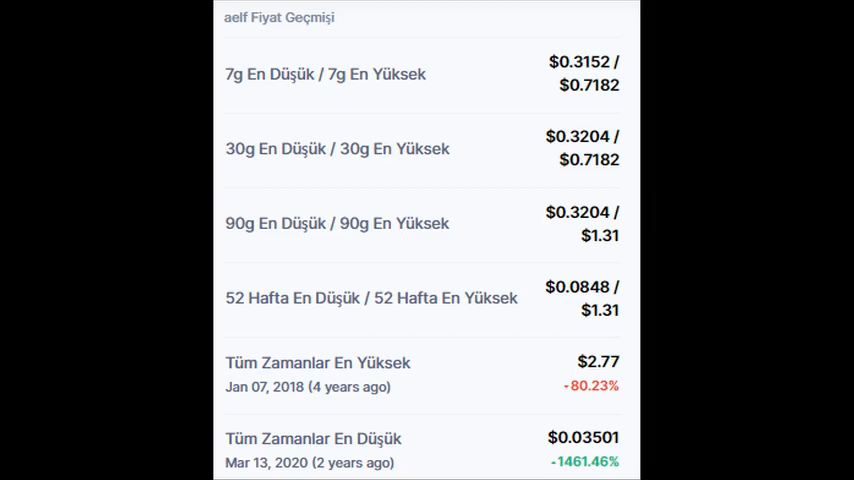 aelf Fiyat Geçmişi
7g En Düşük / 7g En Yüksek
$0.3152 /
$0.7182
30g En Düşük / 30g En Yüksek
$0.3204 /
$0.7182
90g En Düşük / 90g En Yüksek
$0.3204 /
$1.31
52 Hafta En Düşük / 52 Hafta En Yüksek
$0.0848 /
$1.31
Tüm Zamanlar En Yüksek
$2.77
Jan 07, 2018 (4 years ago)
-80.23%
Tüm Zamanlar En Düşük
$0.03501
Mar 13, 2020 (2 years ago)
-1461.46%